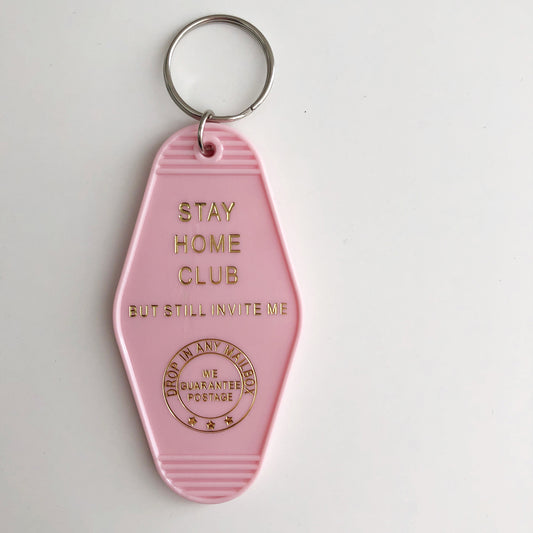 STAY
HOME
CLUB
BUT STILL INVITE ME
DROP IN ANY MAILBOX
WE
GUARANTEE
POSTAGE